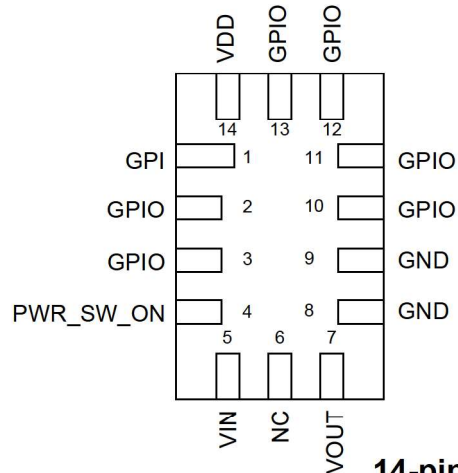 VDD GPIO GPIO
14 13 12
GPI 1 11 GPIO
GPIO 2 10 GPIO
GPIO 3 9 GND
PWR_SW_ON 4 8 GND
5 6 7
VIN NC VOUT
14-pin